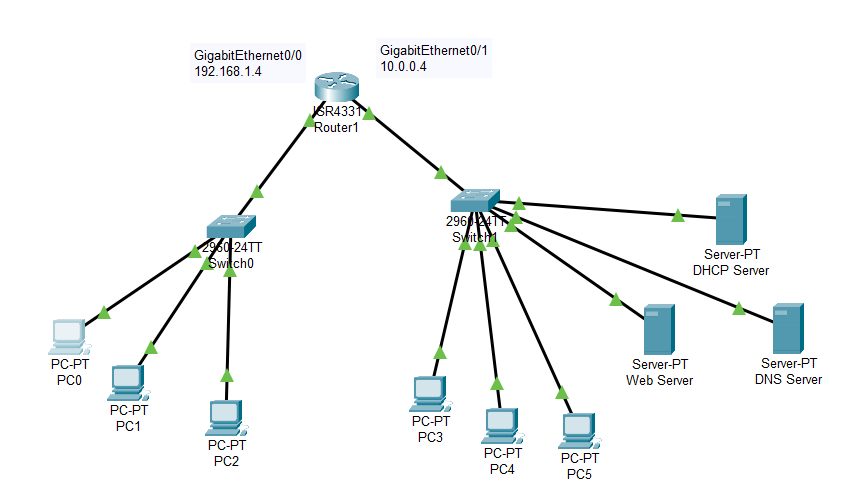 GigabitEthernet0/0
192.168.1.4
GigabitEthernet0/1
10.0.0.4
ISR4331
Router1
2960-24TT
Switch0
2960-24TT
Switch1
Server-PT
DHCP Server
PC-PT
PC0
PC-PT
PC1
PC-PT
PC2
PC-PT
PC3
PC-PT
PC4
PC-PT
PC5
Server-PT
Web Server
Server-PT
DNS Server